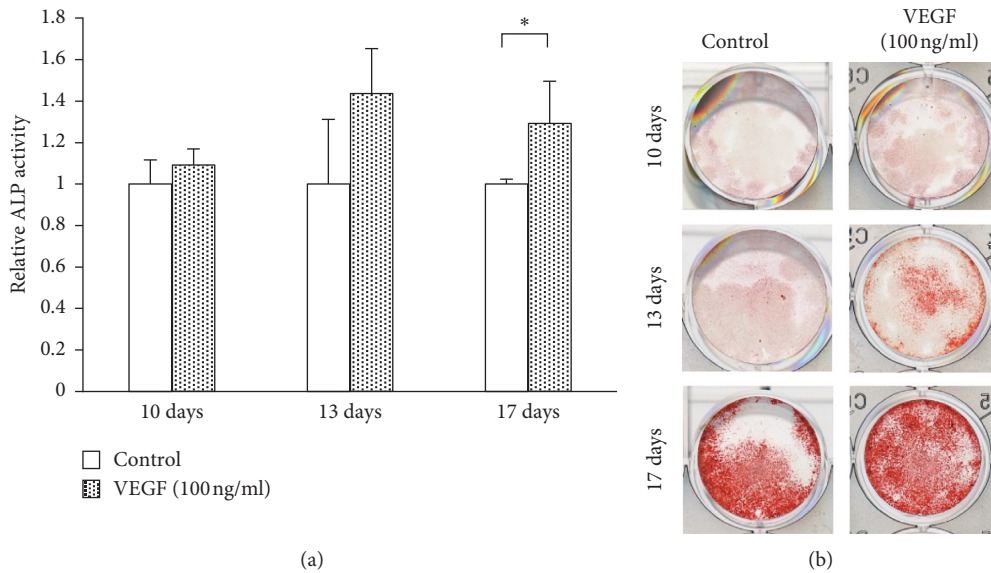 Relative ALP activity
1.8
1.6
1.4
1.2
1
0.8
0.6
0.4
0.2
0
*
10 days
13 days
17 days
Control
VEGF (100 ng/ml)
(a)
Control
VEGF
(100 ng/ml)
10 days
13 days
17 days
(b)